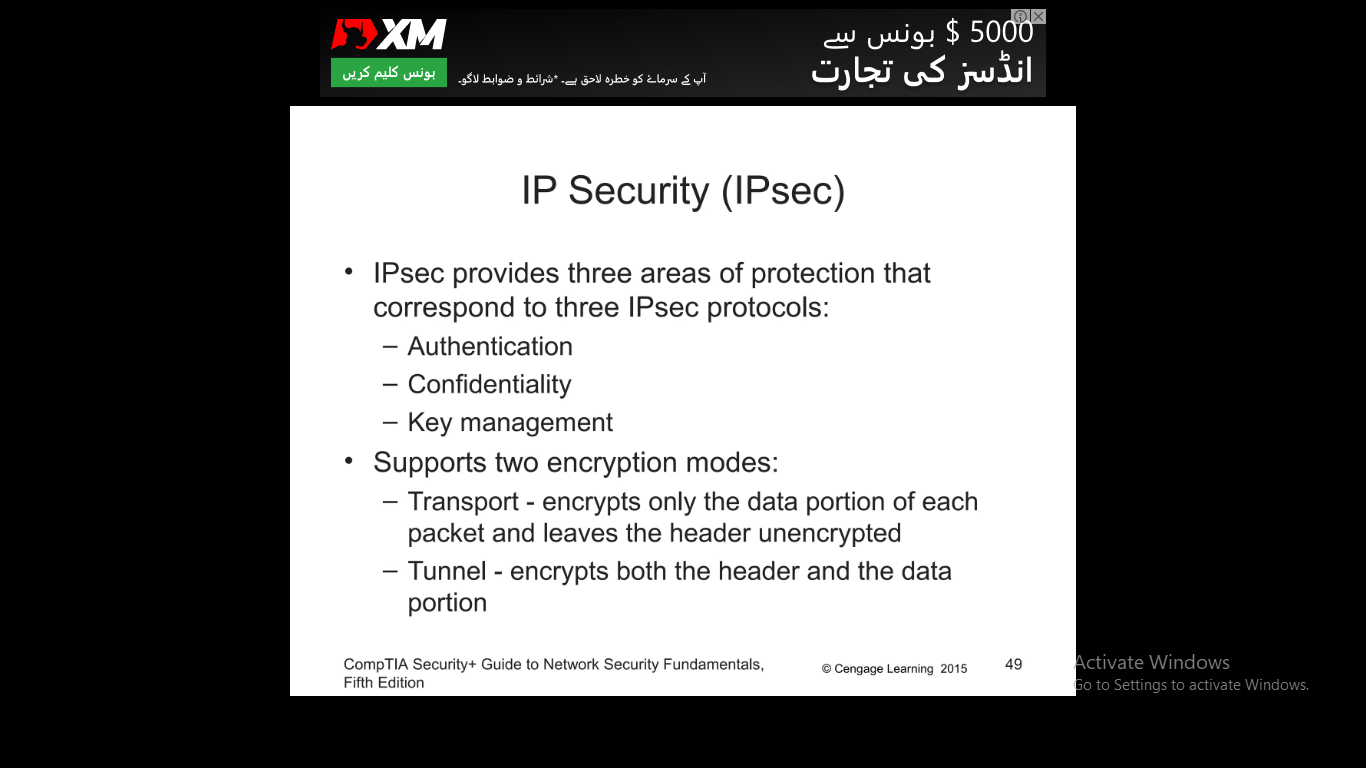 XM
5000 $ بونس سے
انڈسز کی تجارت
بونس کلیم کریں
آپ کے سرمائے کو خطرہ لاحق ہے۔ *شرائط و ضوابط لاگو۔
IP Security (IPsec)
• IPsec provides three areas of protection that
correspond to three IPsec protocols:
– Authentication
– Confidentiality
– Key management
• Supports two encryption modes:
– Transport - encrypts only the data portion of each
packet and leaves the header unencrypted
– Tunnel - encrypts both the header and the data
portion
CompTIA Security+ Guide to Network Security Fundamentals,
Fifth Edition
© Cengage Learning 2015
49
Activate Windows
Go to Settings to activate Windows.